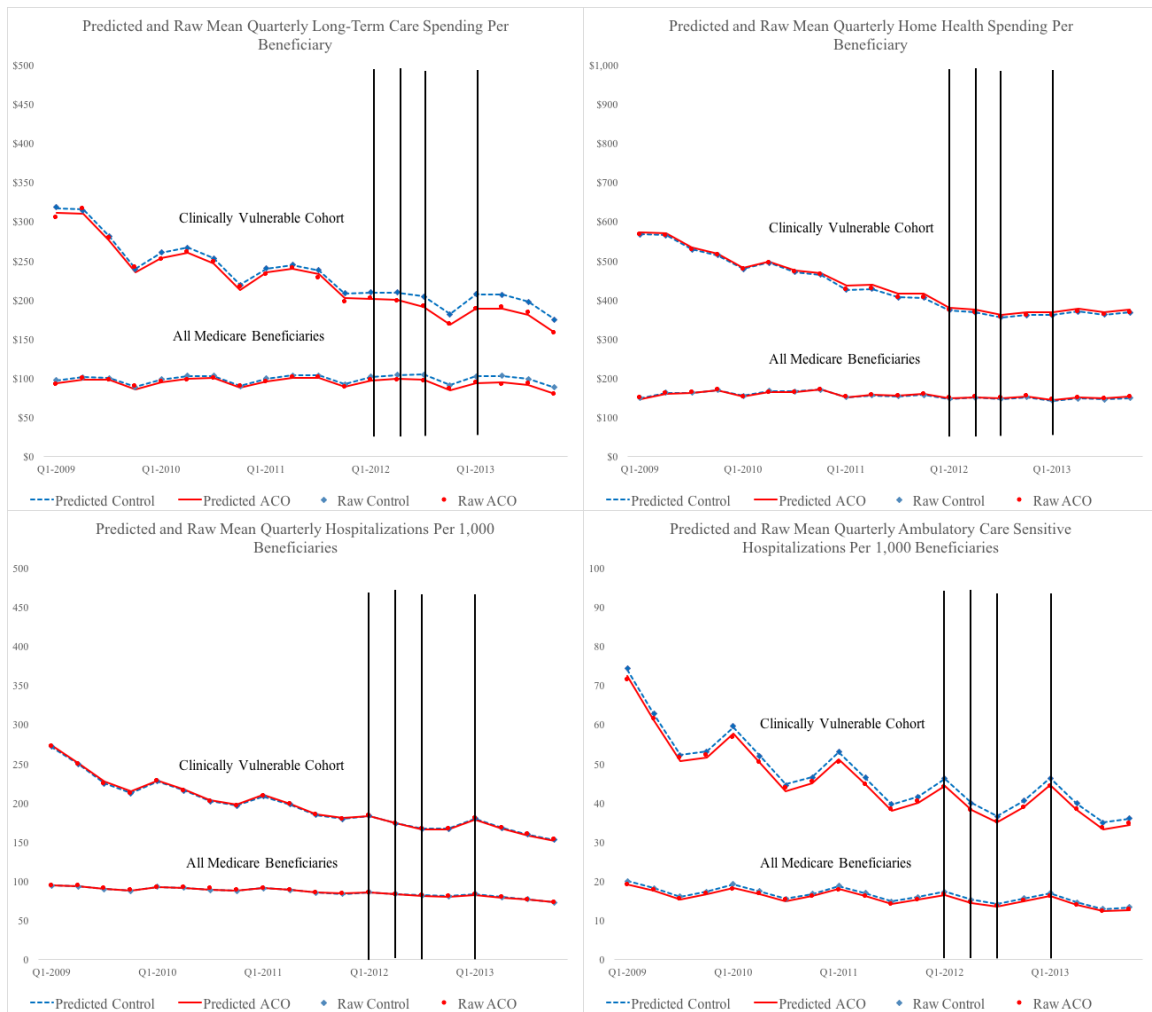 Predicted and Raw Mean Quarterly Long-Term Care Spending Per
Beneficiary
$500
$450
$400
$350
$300
$250
$200
$150
$100
$50
$0
Clinically Vulnerable Cohort
All Medicare Beneficiaries
Q1-2009 Q1-2010 Q1-2011 Q1-2012 Q1-2013
Predicted Control Predicted ACO Raw Control Raw ACO
Predicted and Raw Mean Quarterly Home Health Spending Per
Beneficiary
$1,000
$900
$800
$700
$600
$500
$400
$300
$200
$100
$0
Clinically Vulnerable Cohort
All Medicare Beneficiaries
Q1-2009 Q1-2010 Q1-2011 Q1-2012 Q1-2013
Predicted Control Predicted ACO Raw Control Raw ACO
Predicted and Raw Mean Quarterly Hospitalizations Per 1,000
Beneficiaries
500
450
400
350
300
250
200
150
100
50
0
Clinically Vulnerable Cohort
All Medicare Beneficiaries
Q1-2009 Q1-2010 Q1-2011 Q1-2012 Q1-2013
Predicted Control Predicted ACO Raw Control Raw ACO
Predicted and Raw Mean Quarterly Ambulatory Care Sensitive
Hospitalizations Per 1,000 Beneficiaries
100
90
80
70
60
50
40
30
20
10
0
Clinically Vulnerable Cohort
All Medicare Beneficiaries
Q1-2009 Q1-2010 Q1-2011 Q1-2012 Q1-2013
Predicted Control Predicted ACO Raw Control Raw ACO